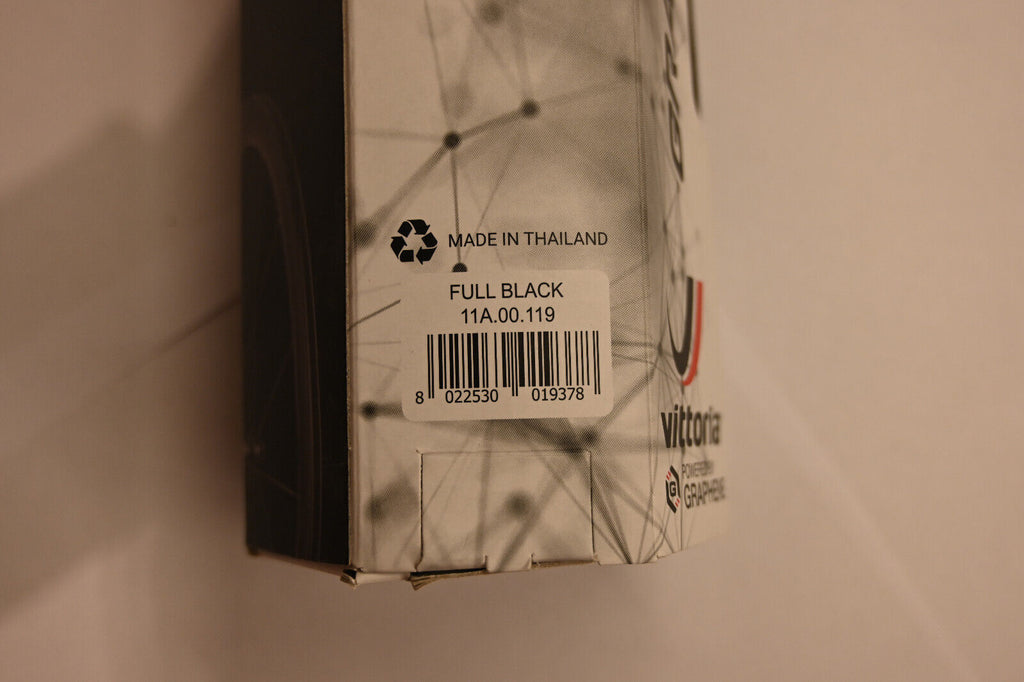 MADE IN THAILAND
FULL BLACK
11A.00.119
8 022530 019378
vittoria
POWERED BY
G GRAPHENE